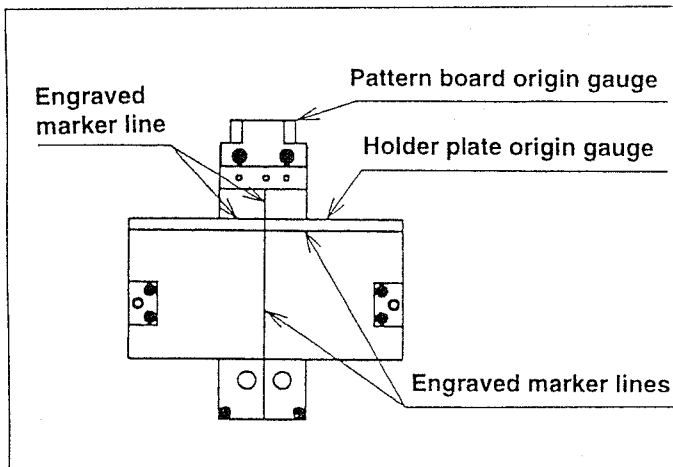 Pattern board origin gauge
Engraved
marker line
Holder plate origin gauge
Engraved marker lines